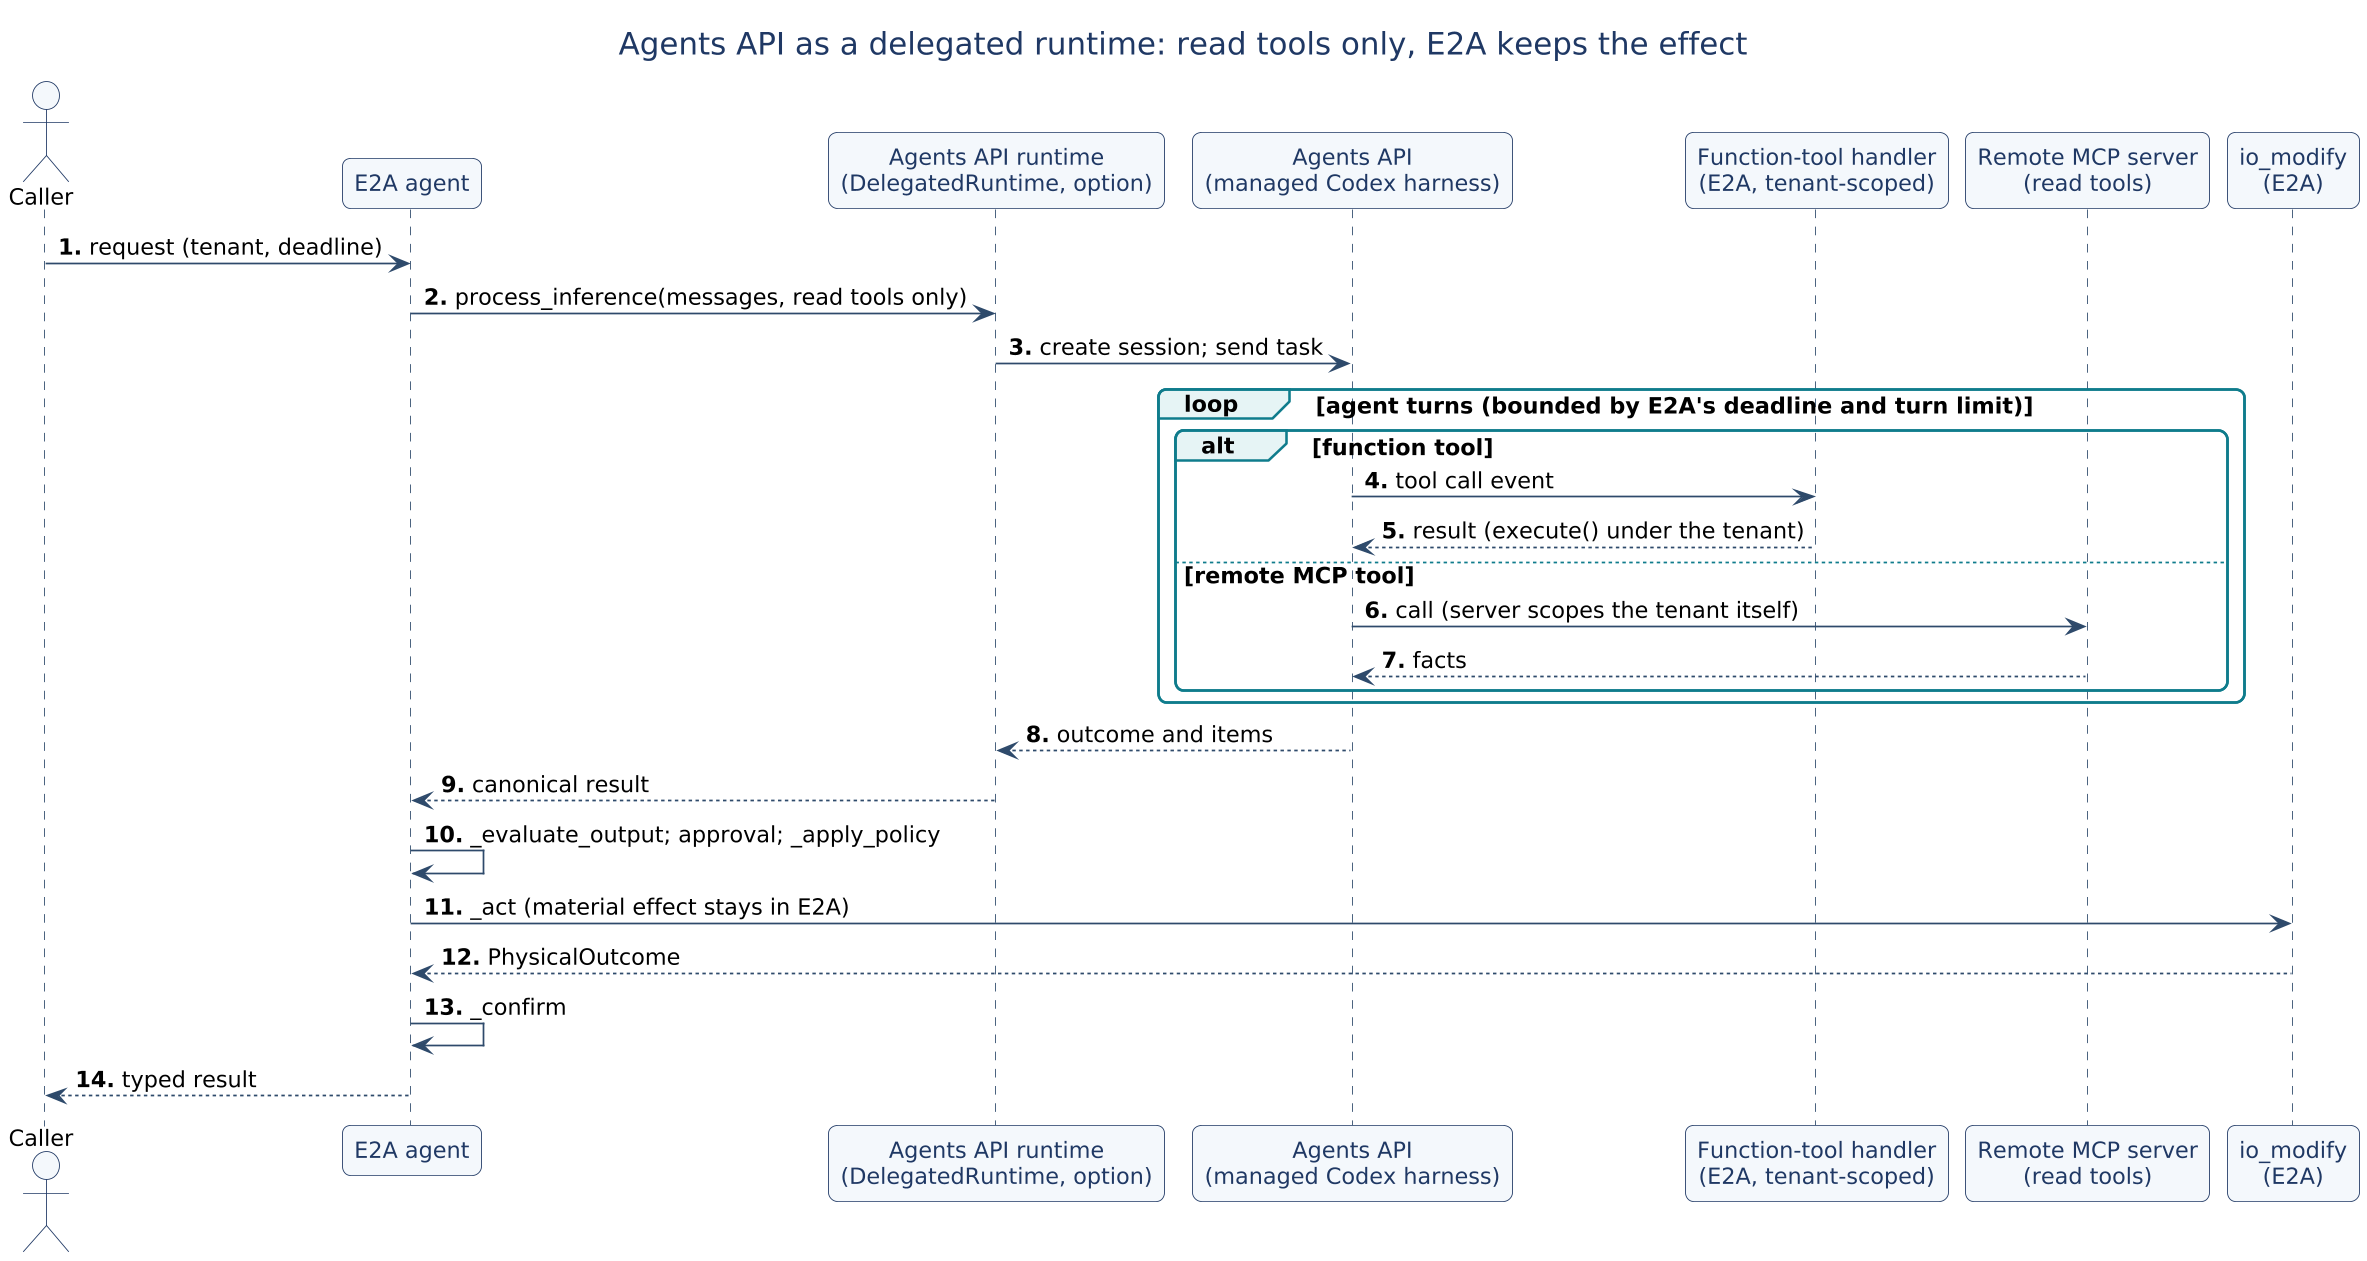 Agents API as a delegated runtime: read tools only, E2A keeps the effect
Caller
E2A agent
Agents API runtime
(DelegatedRuntime, option)
Agents API
(managed Codex harness)
Function-tool handler
(E2A, tenant-scoped)
Remote MCP server
(read tools)
io_modify
(E2A)
1. request (tenant, deadline)
2. process_inference(messages, read tools only)
3. create session; send task
loop [agent turns (bounded by E2A's deadline and turn limit)]
alt [function tool]
4. tool call event
5. result (execute() under the tenant)
[remote MCP tool]
6. call (server scopes the tenant itself)
7. facts
8. outcome and items
9. canonical result
10. _evaluate_output; approval; _apply_policy
11. _act (material effect stays in E2A)
12. PhysicalOutcome
13. _confirm
14. typed result
Caller
E2A agent
Agents API runtime
(DelegatedRuntime, option)
Agents API
(managed Codex harness)
Function-tool handler
(E2A, tenant-scoped)
Remote MCP server
(read tools)
io_modify
(E2A)